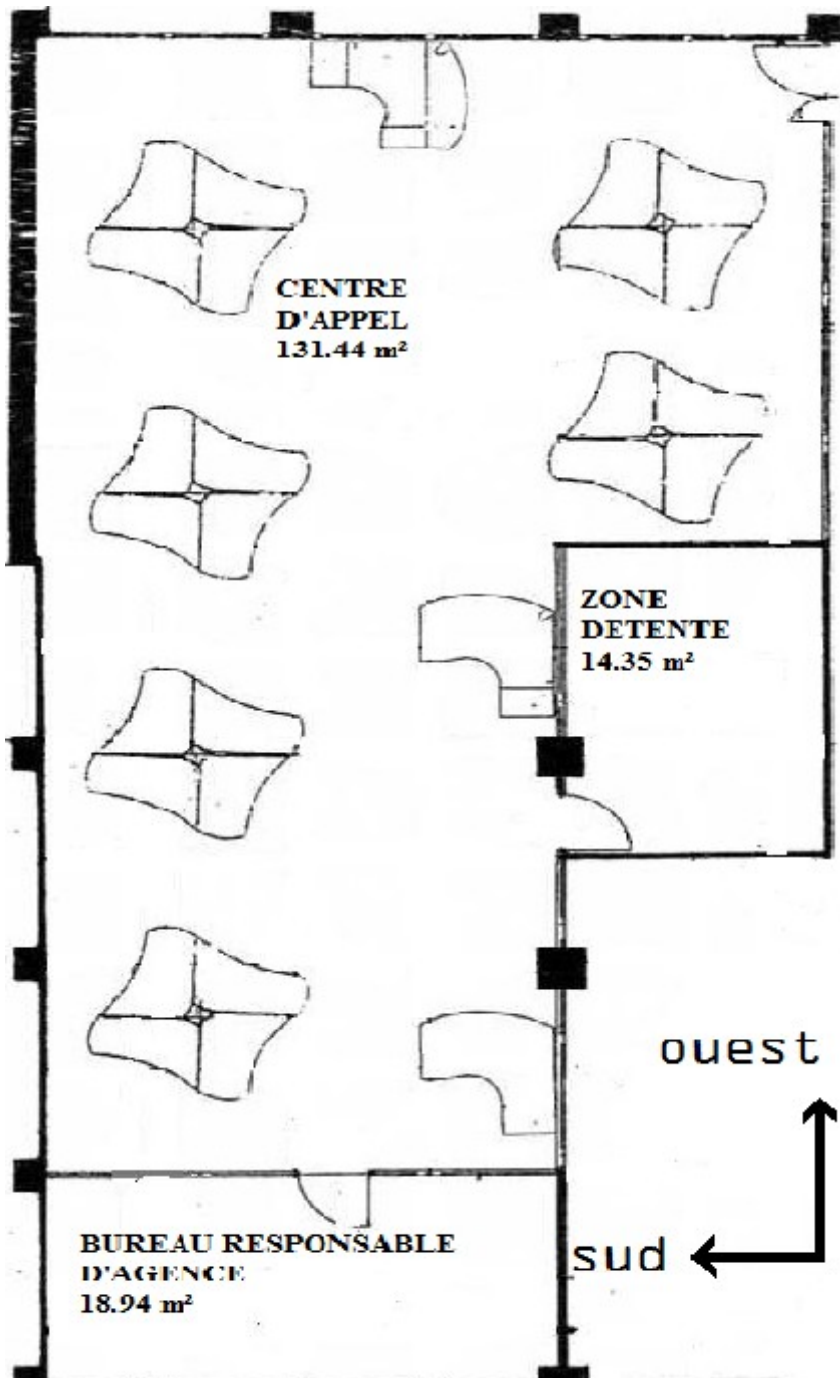 CENTRE
D'APPEL
131.44 m²
ZONE
DETENTE
14.35 m²
ouest
sud
BUREAU RESPONSABLE
D'AGENCE
18.94 m²